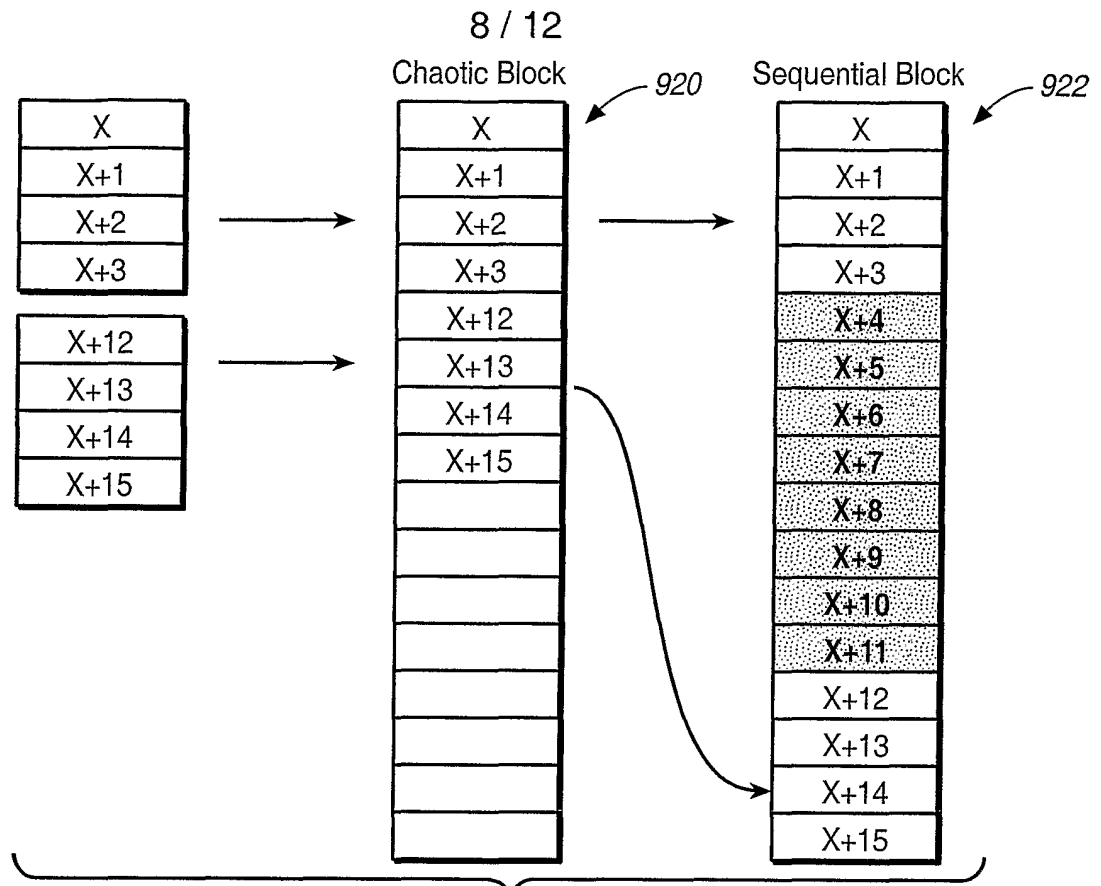 8 / 12
Chaotic Block
920
Sequential Block
922
X
X+1
X+2
X+3
X+12
X+13
X+14
X+15
X
X+1
X+2
X+3
X+12
X+13
X+14
X+15
X
X+1
X+2
X+3
X+4
X+5
X+6
X+7
X+8
X+9
X+10
X+11
X+12
X+13
X+14
X+15